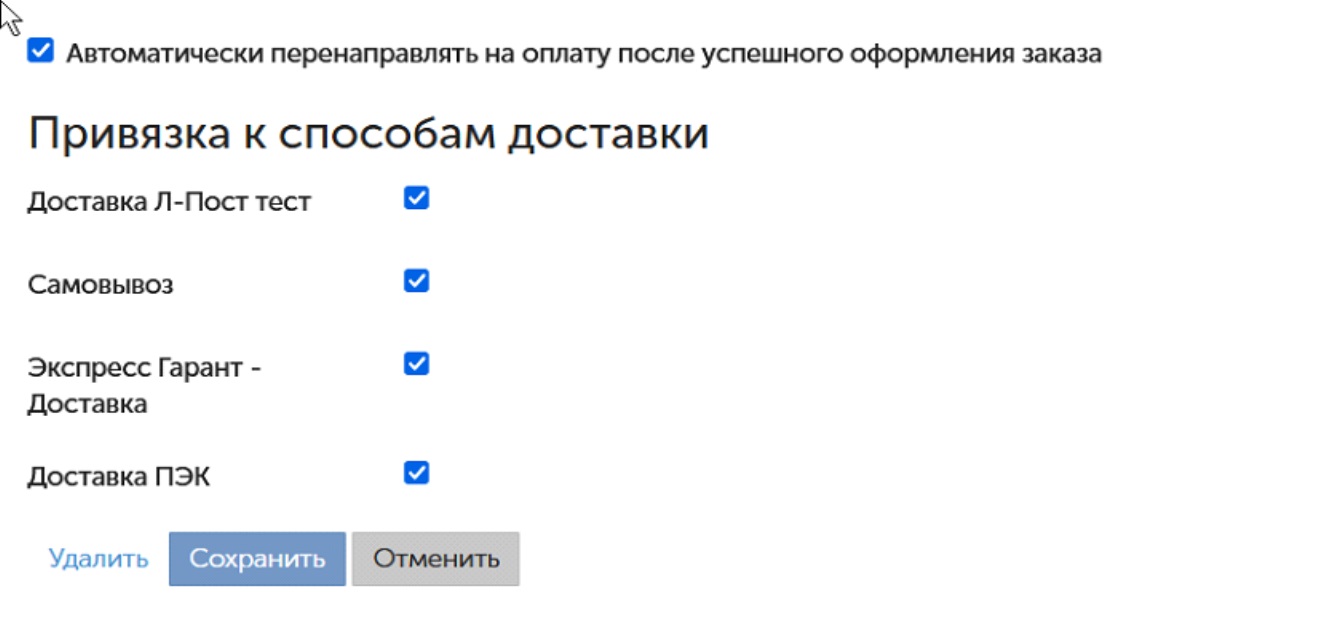 Автоматически перенаправлять на оплату после успешного оформления заказа
Привязка к способам доставки
Доставка Л-Пост тест
Самовывоз
Экспресс Гарант -
Доставка
Доставка ПЭК
Удалить Сохранить Отменить